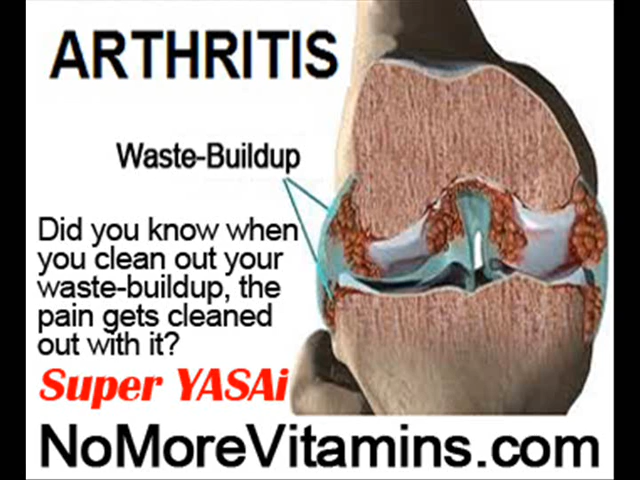 ARTHRITIS
Waste-Buildup
Did you know when
you clean out your
waste-buildup, the
pain gets cleaned
out with it?
Super YASAi
NoMoreVitamins.com